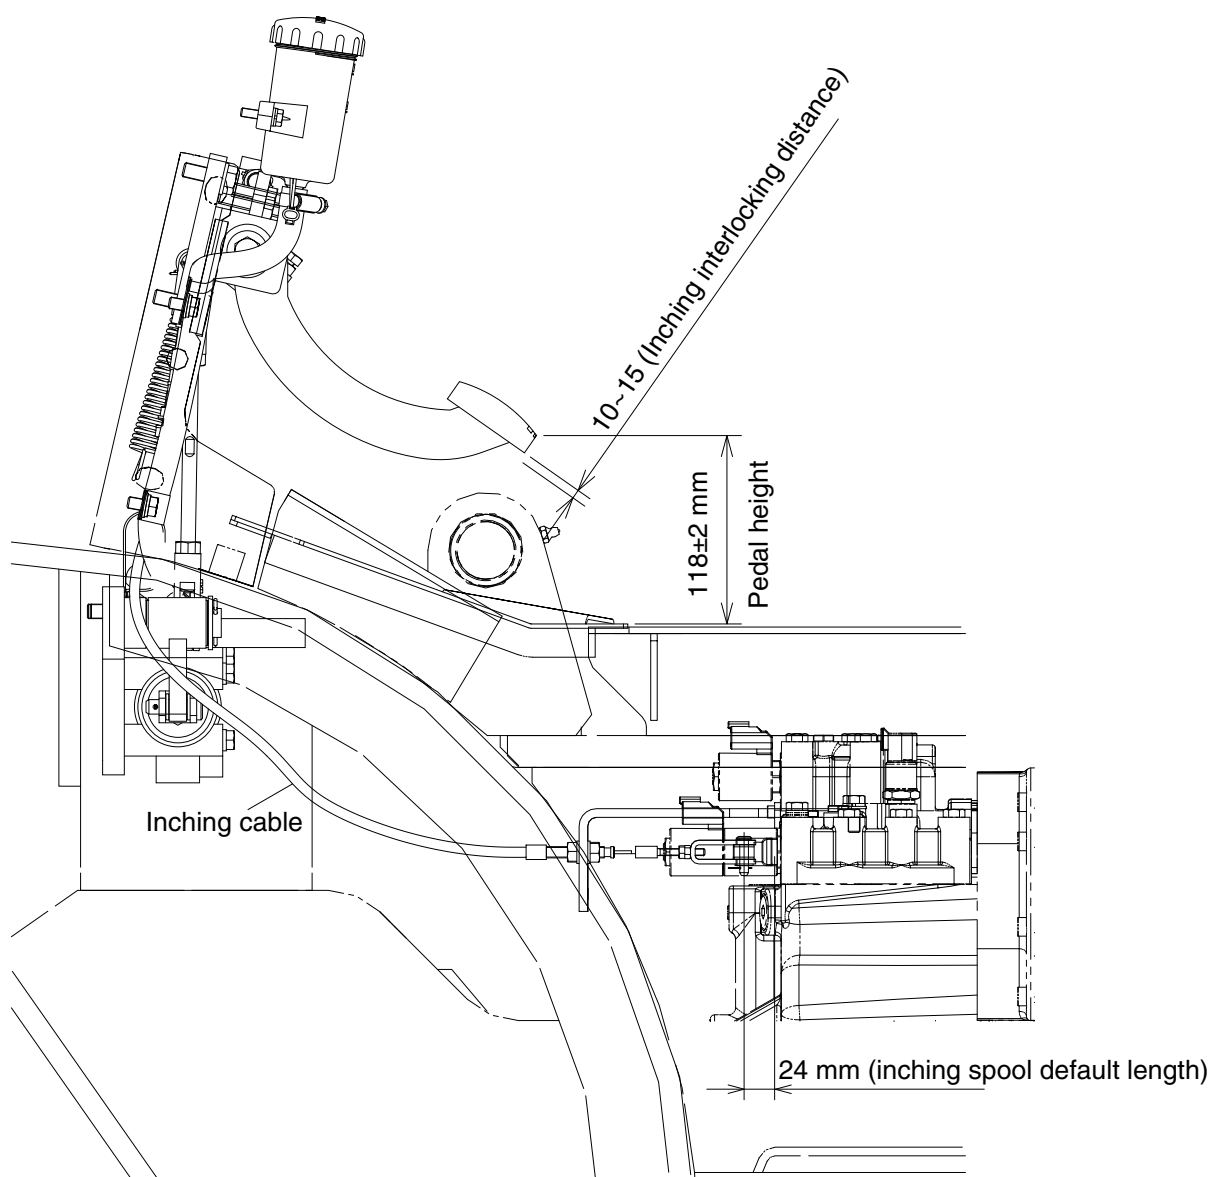 10~15 (Inching interlocking distance)
118±2 mm
Pedal height
Inching cable
24 mm (inching spool default length)